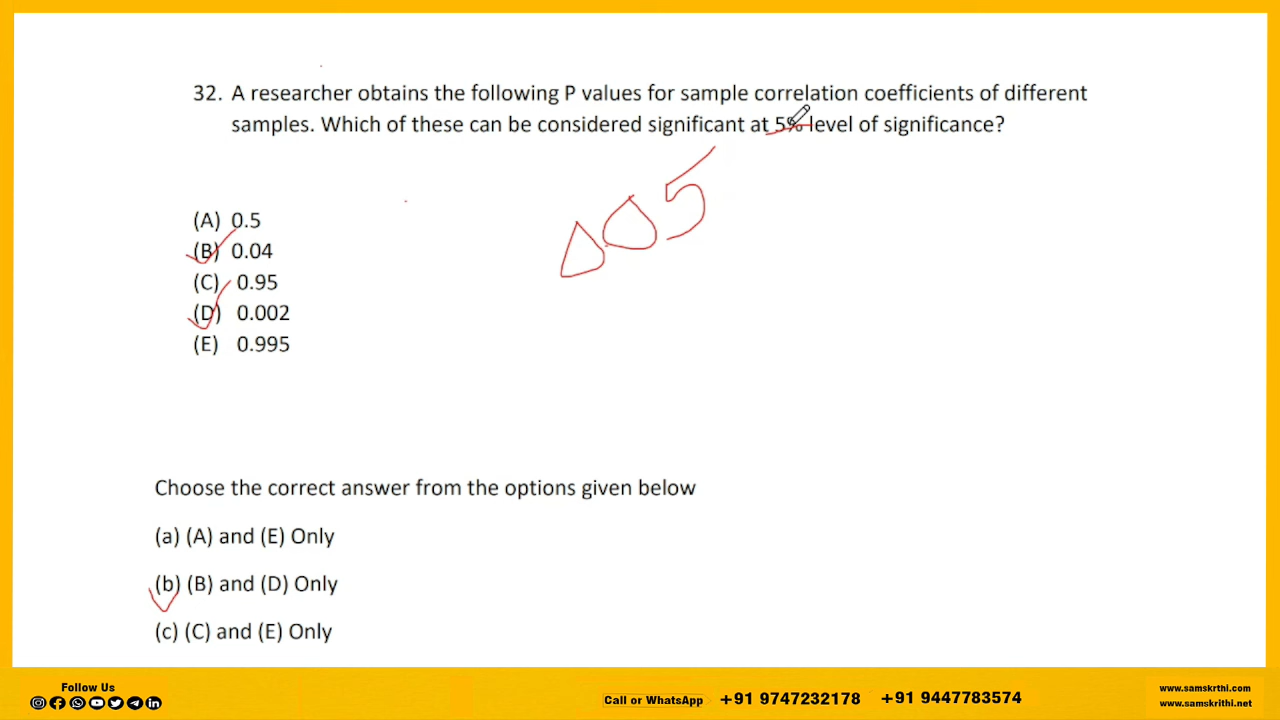 32. A researcher obtains the following P values for sample correlation coefficients of different
samples. Which of these can be considered significant at 5% level of significance?
0.05
(A) 0.5
(B) 0.04
(C) 0.95
(D) 0.002
(E) 0.995
Choose the correct answer from the options given below
(a) (A) and (E) Only
(b) (B) and (D) Only
(c) (C) and (E) Only
Follow Us
Call or WhatsApp +91 9747232178 +91 9447783574
www.samskrthi.com
www.samskrithi.net